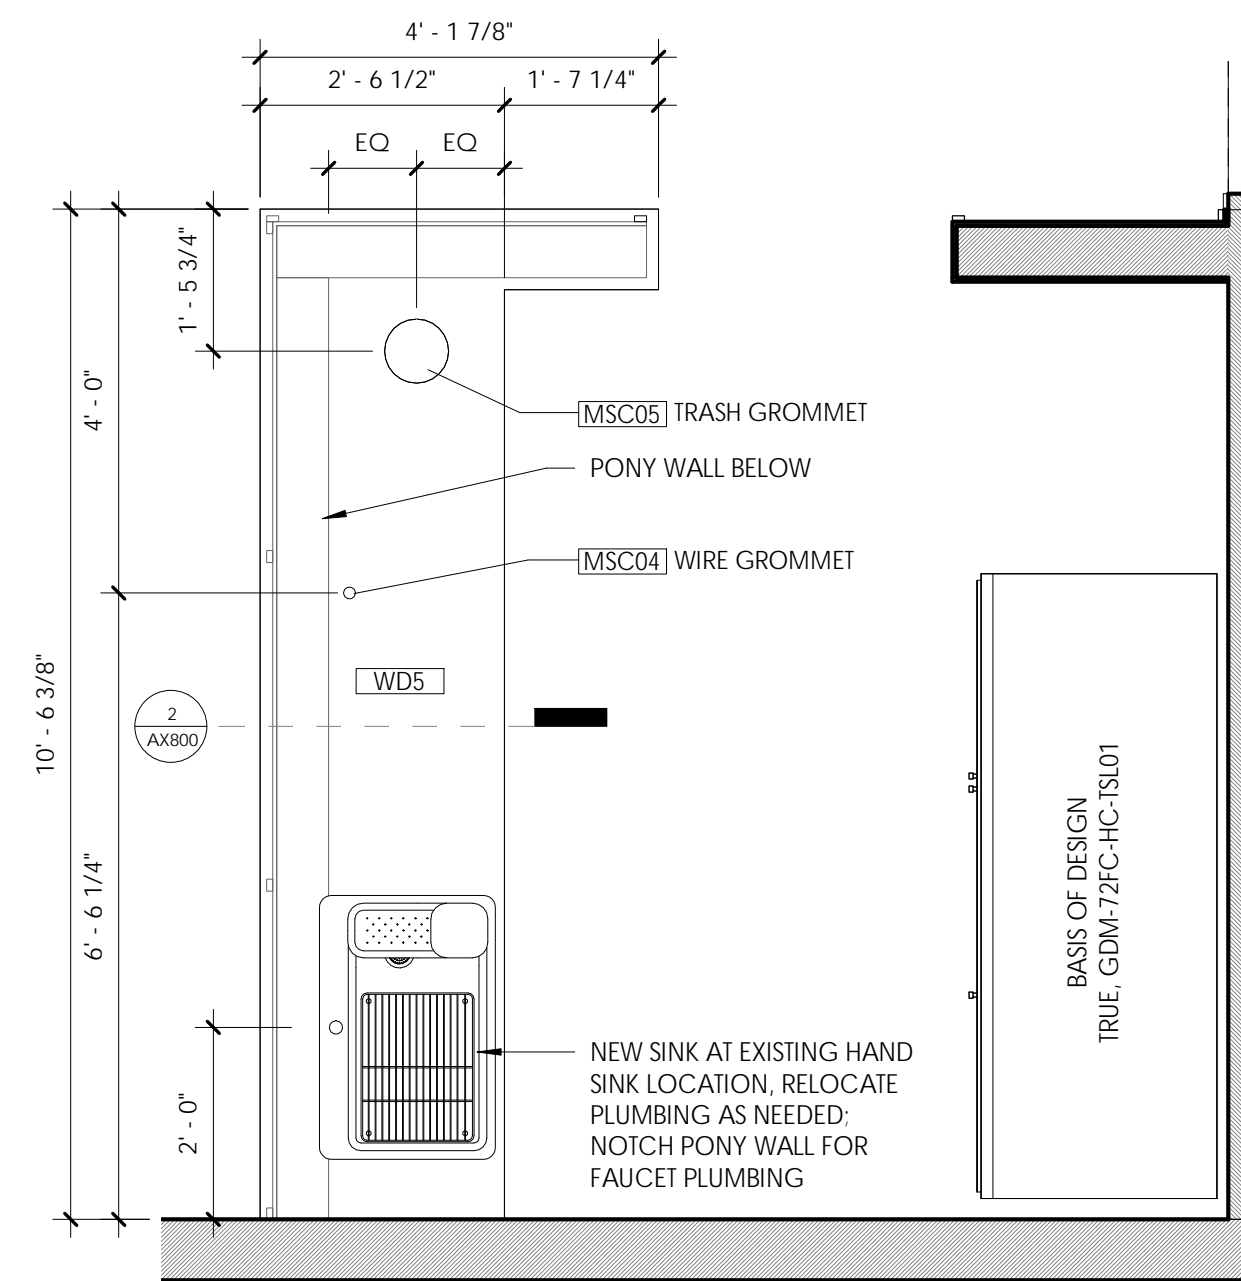 4' - 1 7/8"
2' - 6 1/2"
1' - 7 1/4"
EQ
EQ
1' - 5 3/4"
4' - 0"
MSC05 TRASH GROMMET
PONY WALL BELOW
MSC04 WIRE GROMMET
WD5
2
AX800
10' - 6 3/8"
6' - 6 1/4"
2' - 0"
BASIS OF DESIGN
TRUE, GDM-72FC-HC-TSL01
NEW SINK AT EXISTING HAND
SINK LOCATION, RELOCATE
PLUMBING AS NEEDED;
NOTCH PONY WALL FOR
FAUCET PLUMBING